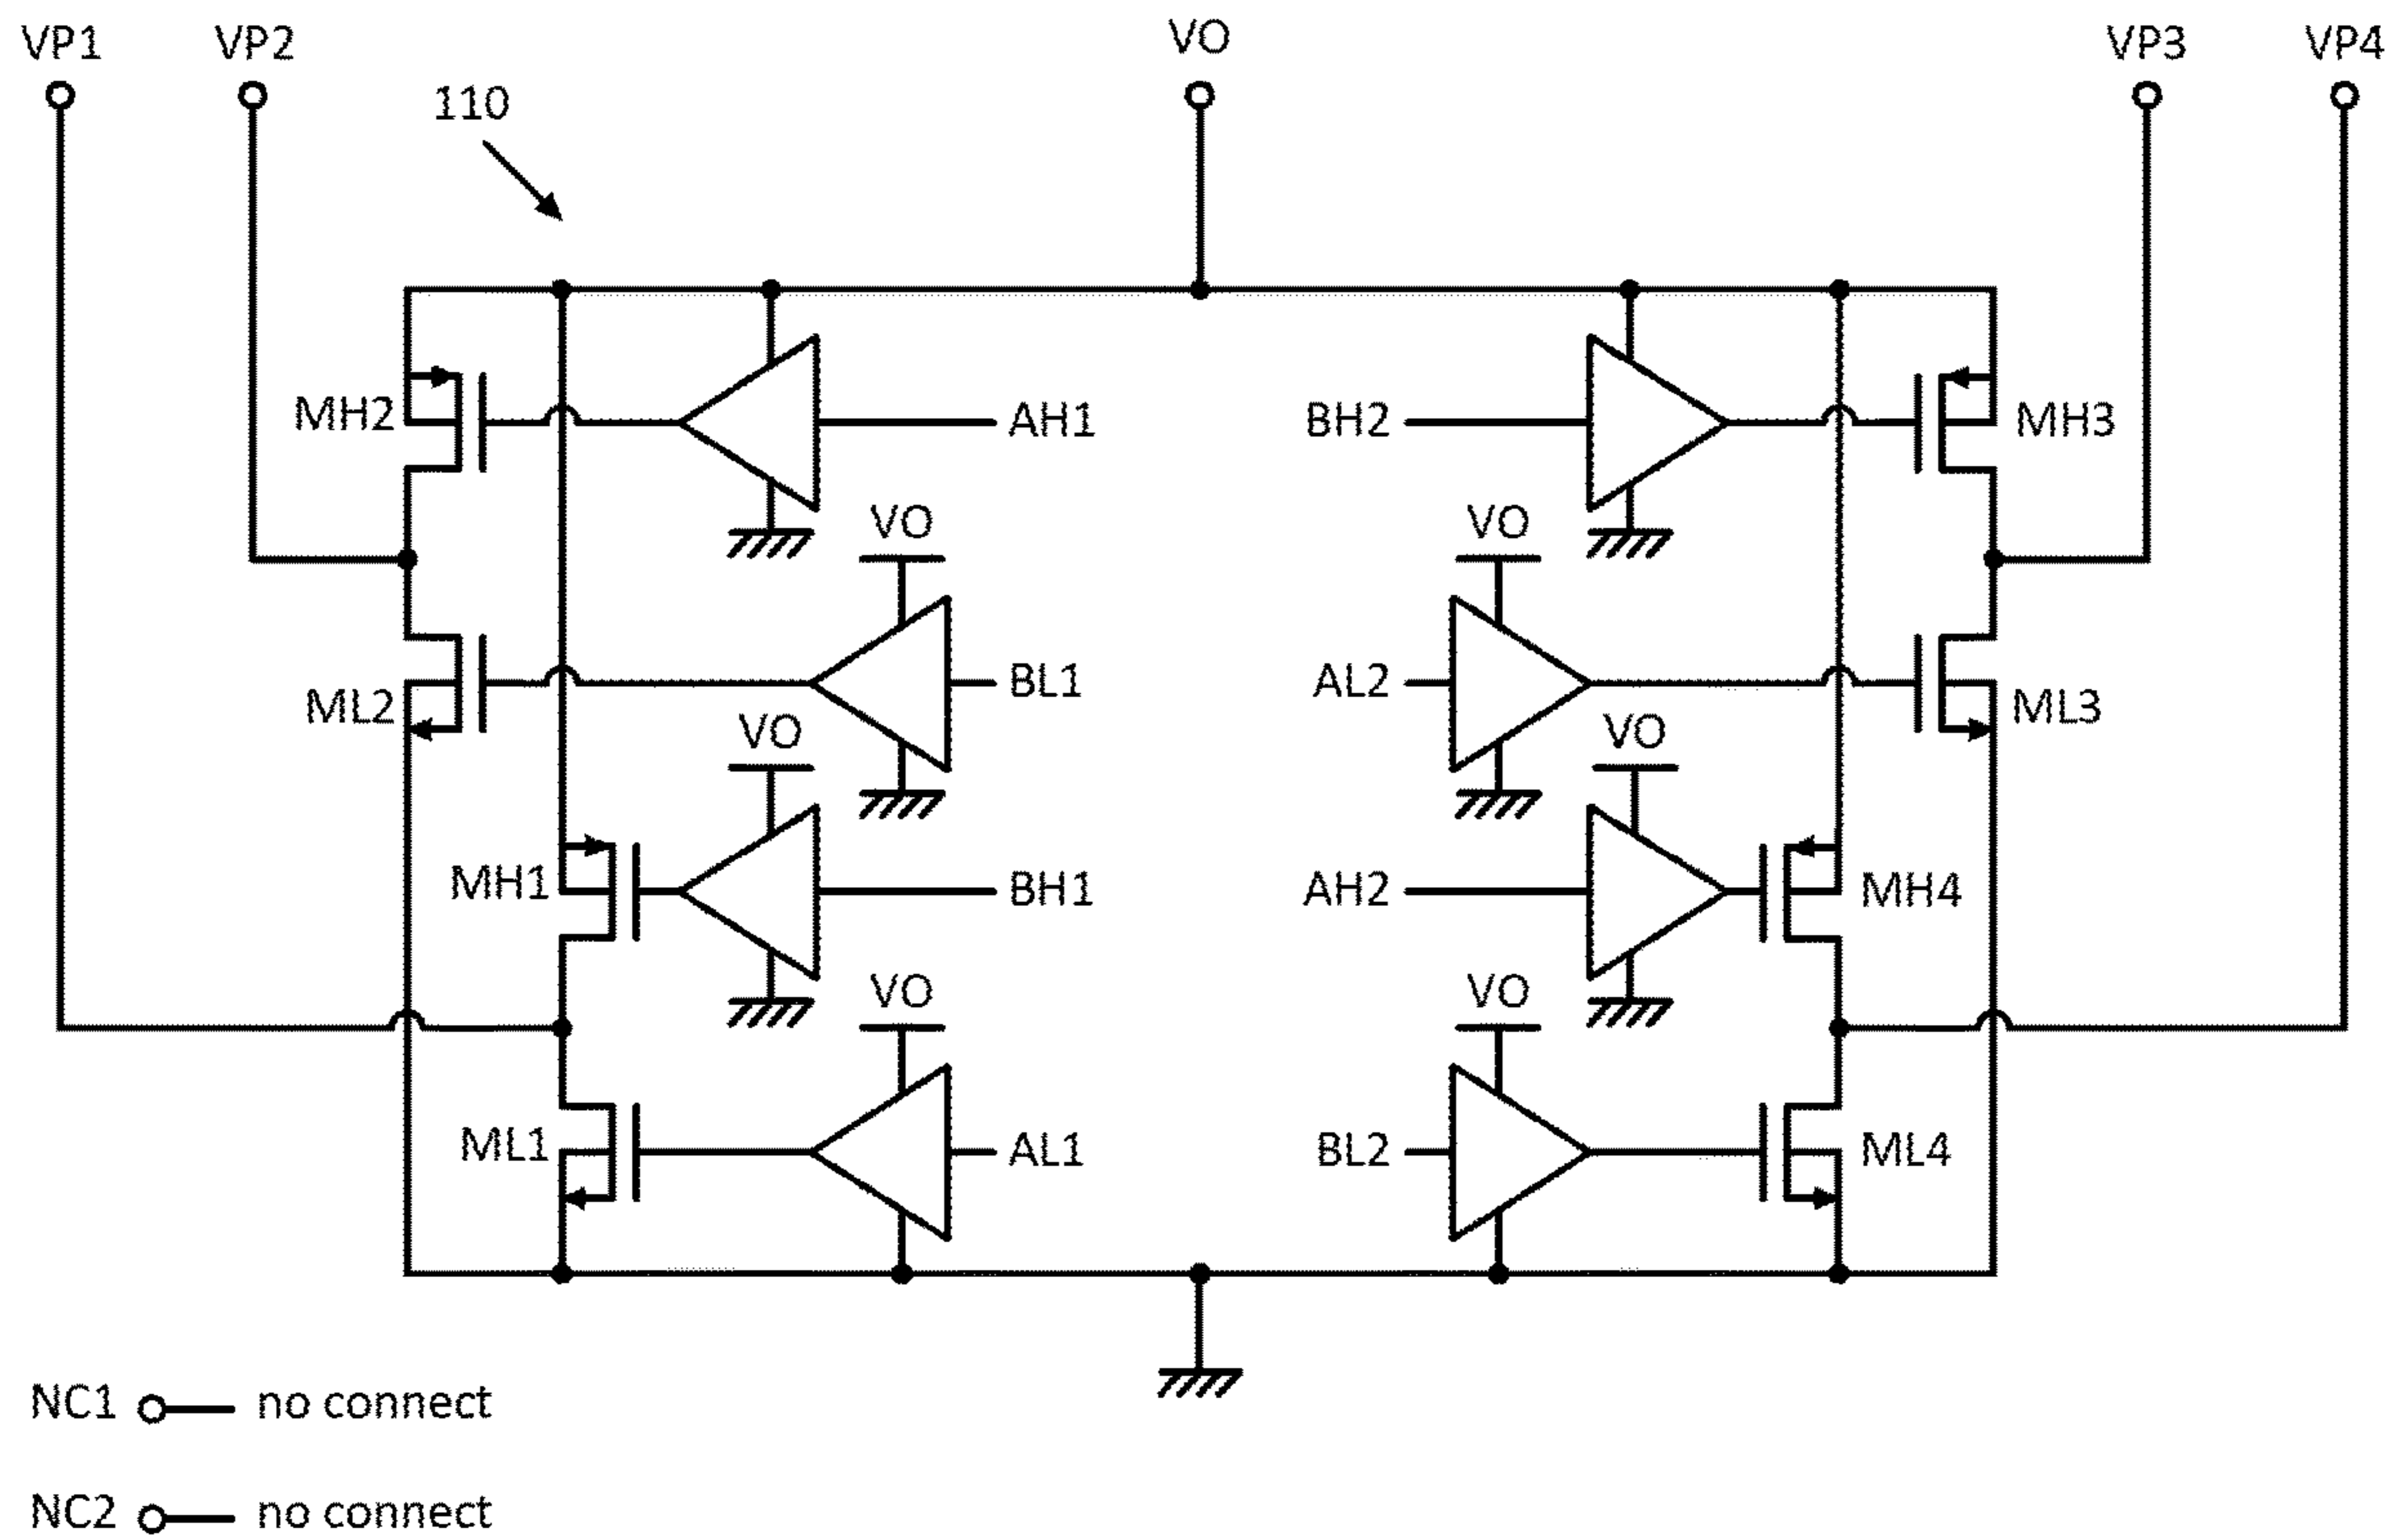 VP1
VP2
VO
VP3
VP4
110
MH2
AH1
BH2
MH3
VO
VO
ML2
BL1
AL2
ML3
VO
VO
MH1
BH1
AH2
MH4
VO
VO
ML1
AL1
BL2
ML4
NC1 no connect
NC2 no connect